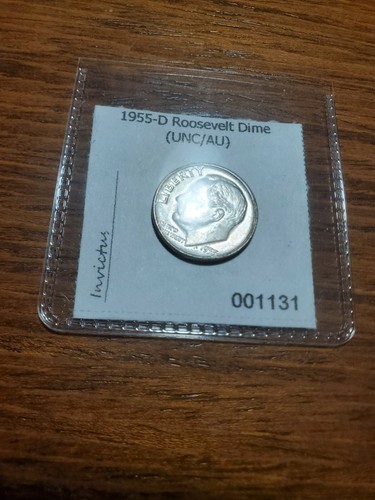 1955-D Roosevelt Dime
(UNC/AU)
LIBERTY
Invictus
001131